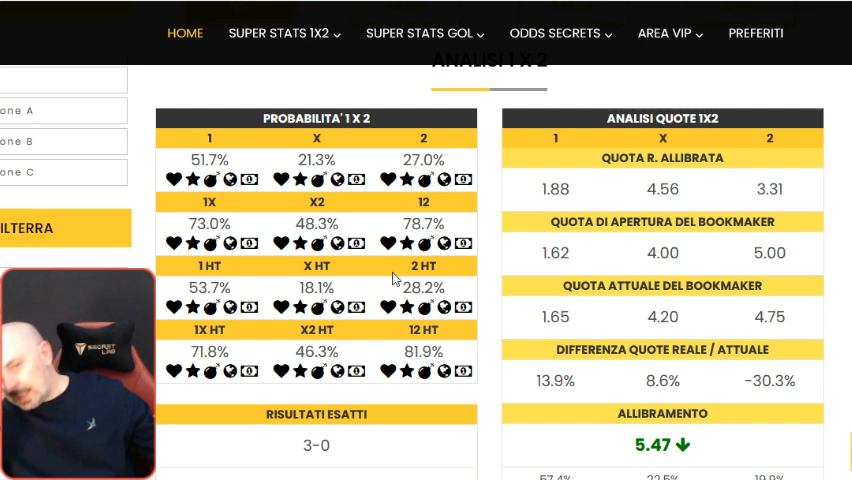 HOME SUPER STATS 1X2 SUPER STATS GOL ODDS SECRETS AREA VIP PREFERITI
ANALISI 1 X 2
one A
one B
one C
ILTERRA
PROBABILITA' 1 X 2
1 X 2
51.7% 21.3% 27.0%
1X X2 12
73.0% 48.3% 78.7%
1 HT X HT 2 HT
53.7% 18.1% 28.2%
1X HT X2 HT 12 HT
71.8% 46.3% 81.9%
RISULTATI ESATTI
3-0
ANALISI QUOTE 1X2
1 X 2
QUOTA R. ALLIBRATA
1.88 4.56 3.31
QUOTA DI APERTURA DEL BOOKMAKER
1.62 4.00 5.00
QUOTA ATTUALE DEL BOOKMAKER
1.65 4.20 4.75
DIFFERENZA QUOTE REALE / ATTUALE
13.9% 8.6% -30.3%
ALLIBRAMENTO
5.47
57.4% 22.5% 19.9%
SECRET
LAB